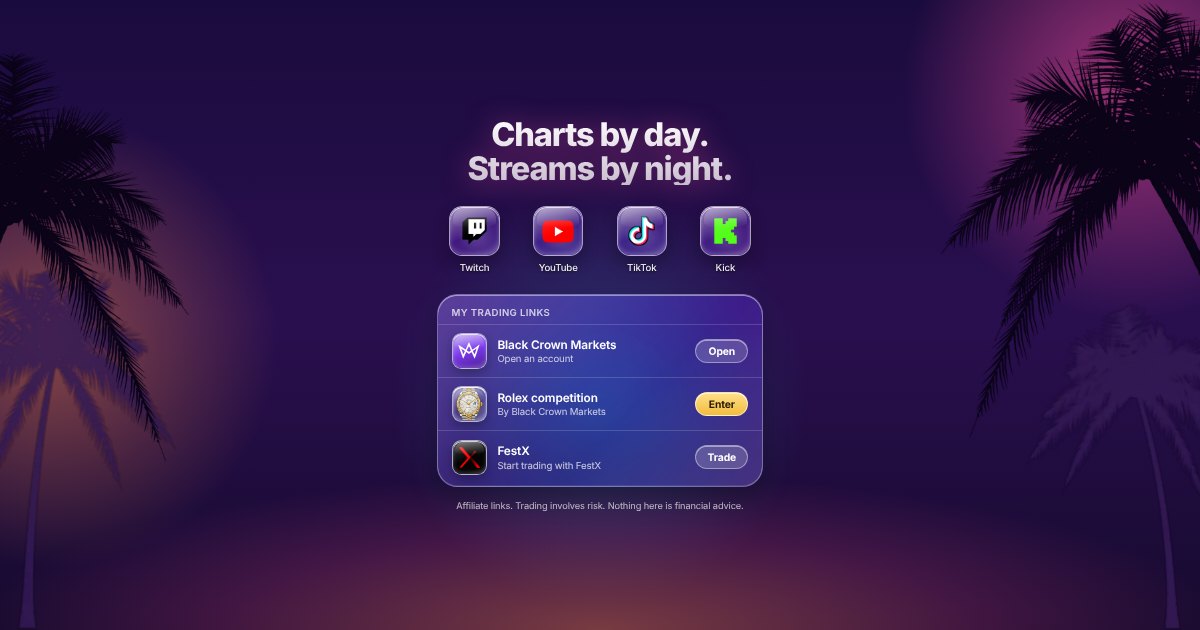 Charts by day.
Streams by night.
Twitch
YouTube
TikTok
Kick
MY TRADING LINKS
Black Crown Markets
Open an account
Open
Rolex competition
By Black Crown Markets
Enter
FestX
Start trading with FestX
Trade
Affiliate links. Trading involves risk. Nothing here is financial advice.